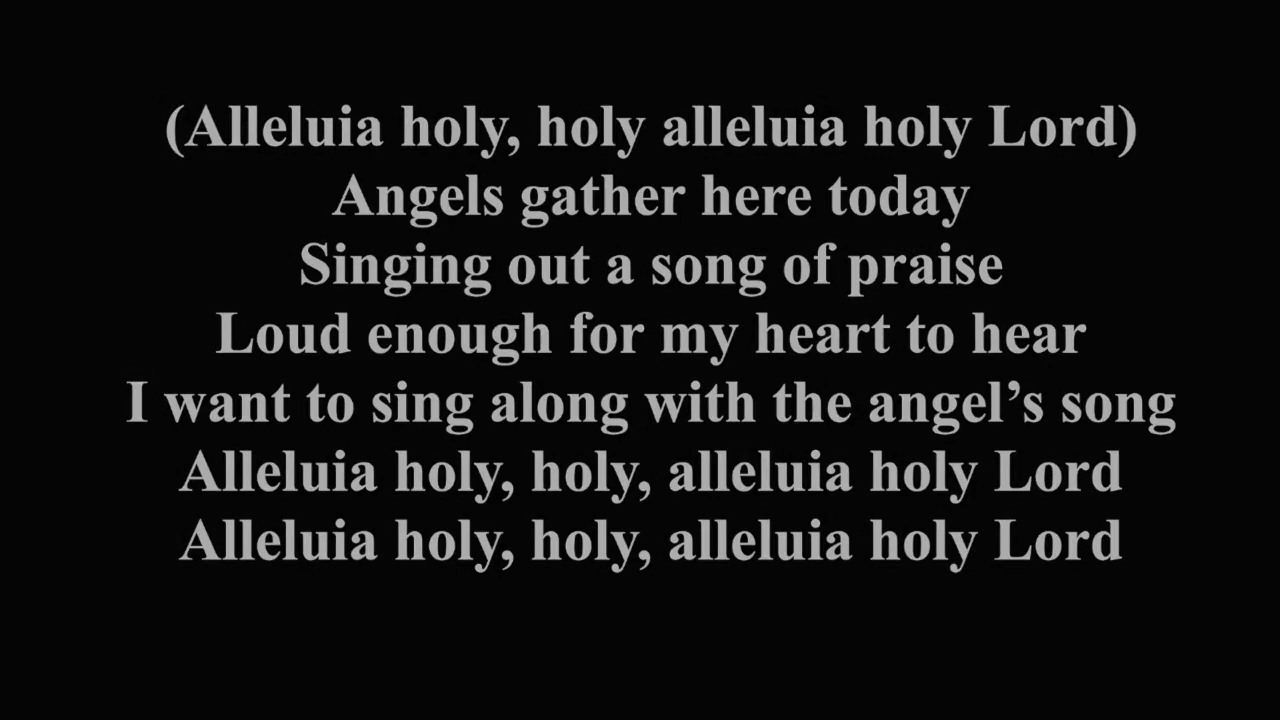 (Alleluia holy, holy alleluia holy Lord)
Angels gather here today
Singing out a song of praise
Loud enough for my heart to hear
I want to sing along with the angel’s song
Alleluia holy, holy, alleluia holy Lord
Alleluia holy, holy, alleluia holy Lord